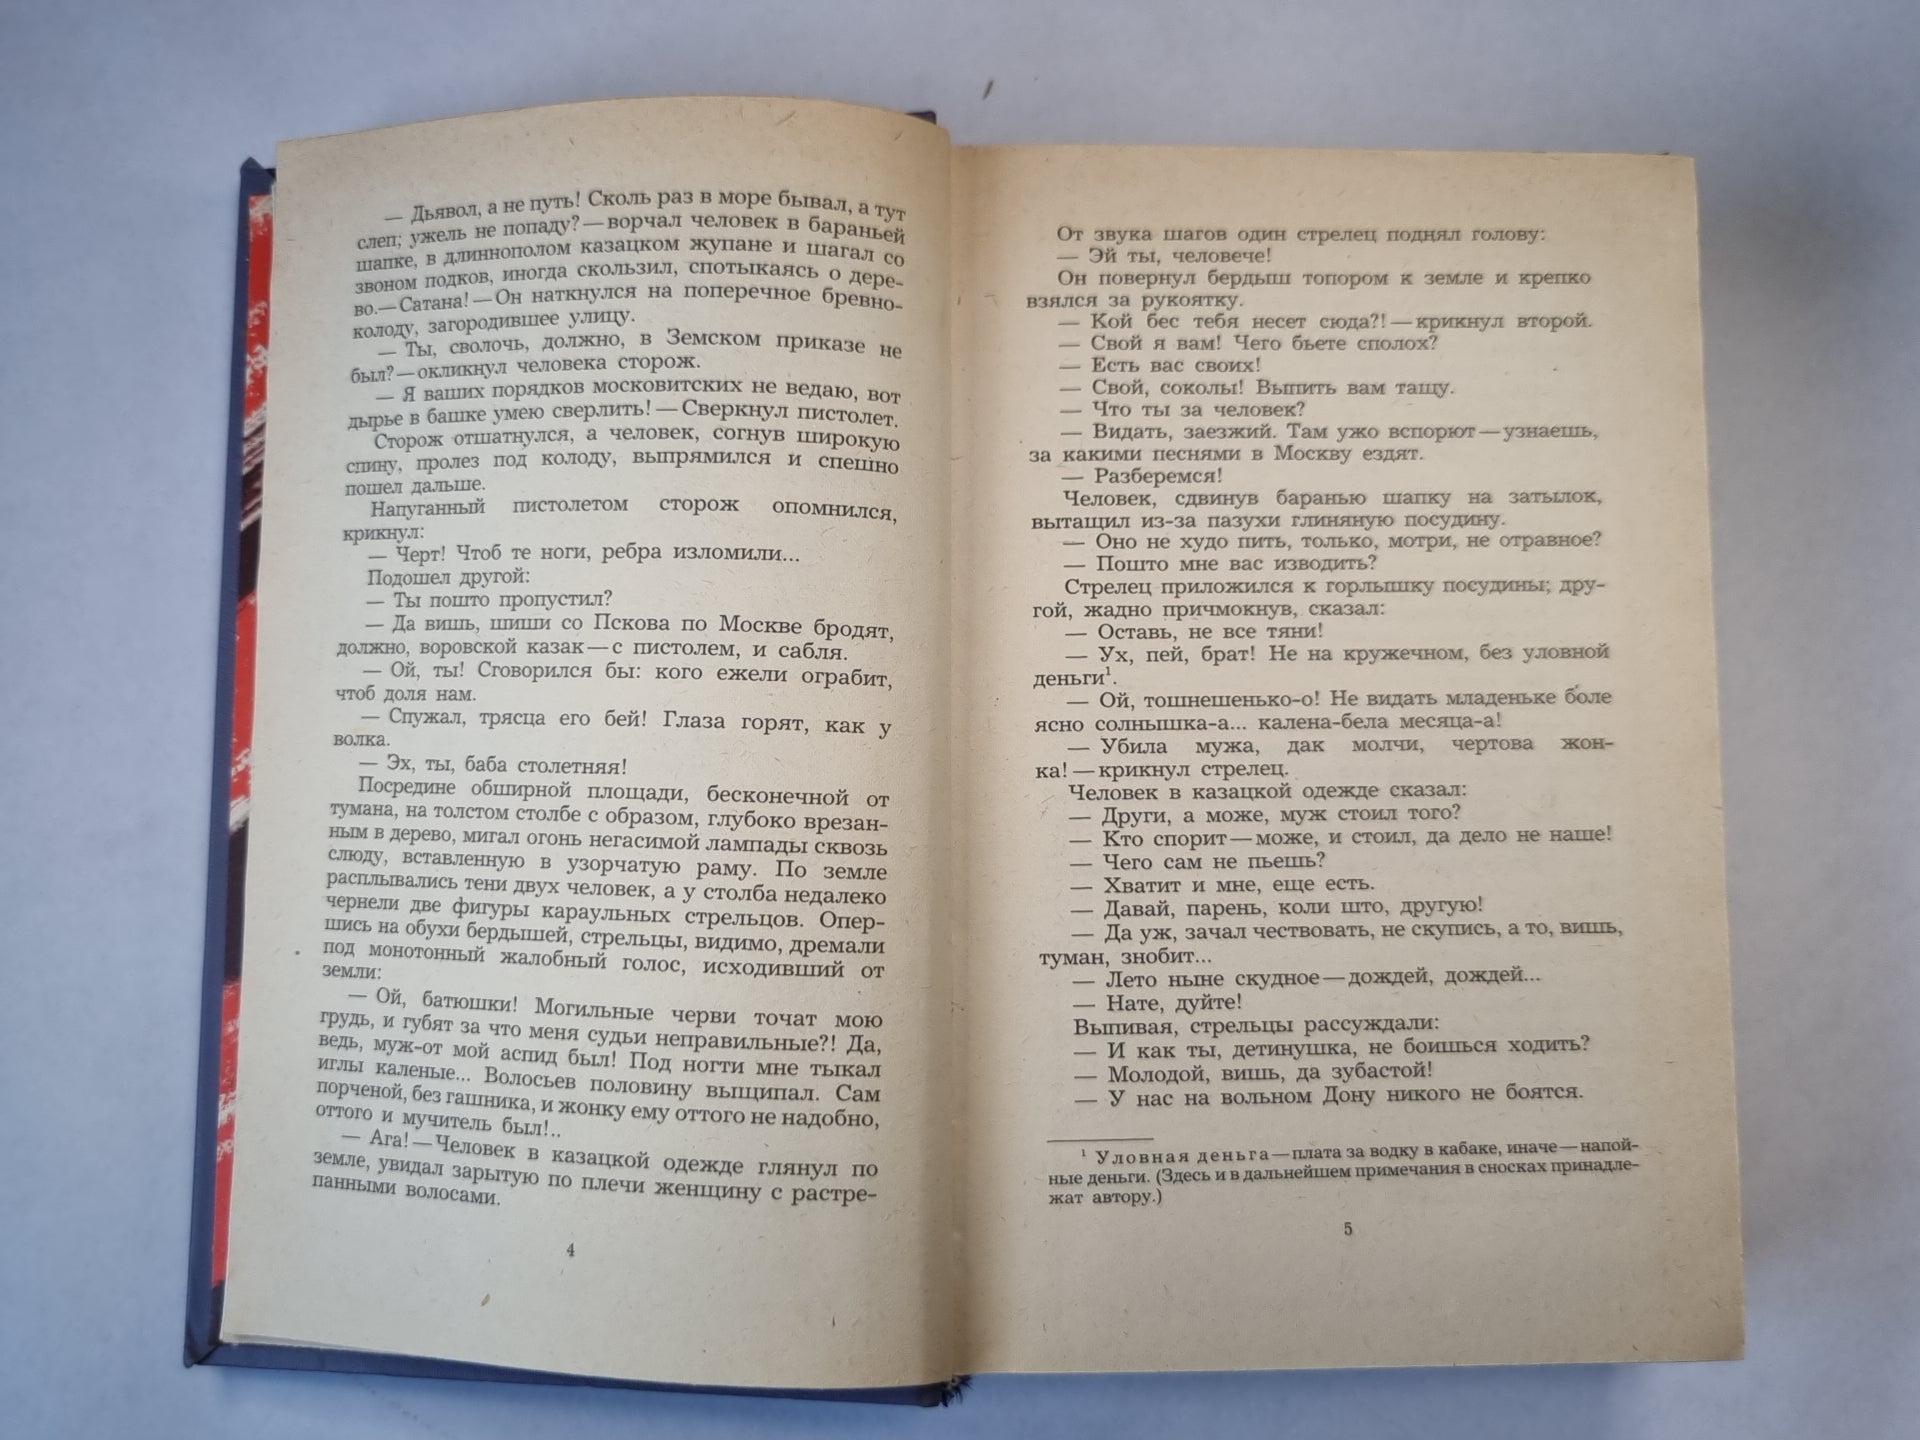 — Дьявол, а не путь! Сколь раз в море бывал, а тут
слеп; ужель не попаду? — ворчал человек в бараньей
шапке, в длиннополом казацком жупане и шагал со
звоном подков, иногда скользил, спотыкаясь о дере-
во.— Сатана! — Он наткнулся на поперечное бревно-
колоду, загородившее улицу.
— Ты, сволочь, должно, в Земском приказе не
был? — окликнул человека сторож.
— Я ваших порядков московитских не ведаю, вот
дырье в башке умею сверлить! — Сверкнул пистолет.
Сторож отшатнулся, а человек, согнув широкую
спину, пролез под колоду, выпрямился и спешно
пошел дальше.
Напуганный пистолетом сторож опомнился,
крикнул:
— Черт! Чтоб те ноги, ребра изломили...
Подошел другой:
— Ты пошто пропустил?
— Да вишь, шиши со Пскова по Москве бродят,
должно, воровской казак — с пистолем, и сабля.
— Ой, ты! Сговорился бы: кого ежели ограбит,
чтоб доля нам.
— Спужал, трясца его бей! Глаза горят, как у
волка.
— Эх, ты, баба столетняя!
Посредине обширной площади, бесконечной от
тумана, на толстом столбе с образом, глубоко врезан-
ным в дерево, мигал огонь негасимой лампады сквозь
слюду, вставленную в узорчатую раму. По земле
расплывались тени двух человек, а у столба недалеко
чернели две фигуры караульных стрельцов. Опер-
шись на обухи бердышей, стрельцы, видимо, дремали
под монотонный жалобный голос, исходивший от
земли:
— Ой, батюшки! Могильные черви точат мою
грудь, и губят за что меня судьи неправильные?! Да,
ведь, муж-от мой аспид был! Под ногти мне тыкал
иглы каленые... Волосьев половину выщипал. Сам
порченой, без гашника, и жонку ему оттого не надобно,
оттого и мучитель был!..
— Ага! — Человек в казацкой одежде глянул по
земле, увидал зарытую по плечи женщину с растре-
панными волосами.
4
От звука шагов один стрелец поднял голову:
— Эй ты, человече!
Он повернул бердыш топором к земле и крепко
взялся за рукоятку.
— Кой бес тебя несет сюда?! — крикнул второй.
— Свой я вам! Чего бьете сполох?
— Есть вас своих!
— Свой, соколы! Выпить вам тащу.
— Что ты за человек?
— Видать, заезжий. Там ужо вспорют — узнаешь,
за какими песнями в Москву ездят.
— Разберемся!
Человек, сдвинув баранью шапку на затылок,
вытащил из-за пазухи глиняную посудину.
— Оно не худо пить, только, мотри, не отравное?
— Пошто мне вас изводить?
Стрелец приложился к горлышку посудины; дру-
гой, жадно причмокнув, сказал:
— Оставь, не все тяни!
— Ух, пей, брат! Не на кружечном, без уловной
деньги¹.
— Ой, тошнешенько-о! Не видать младеньке боле
ясно солнышка-а... калена-бела месяца-а!
— Убила мужа, дак молчи, чертова жон-
ка! — крикнул стрелец.
Человек в казацкой одежде сказал:
— Други, а може, муж стоил того?
— Кто спорит — може, и стоил, да дело не наше!
— Чего сам не пьешь?
— Хватит и мне, еще есть.
— Давай, парень, коли што, другую!
— Да уж, зачал чествовать, не скупись, а то, вишь,
туман, знобит...
— Лето ныне скудное — дождей, дождей...
— Нате, дуйте!
Выпивая, стрельцы рассуждали:
— И как ты, детинушка, не боишься ходить?
— Молодой, вишь, да зубастой!
— У нас на вольном Дону никого не боятся.
¹ Уловная деньга — плата за водку в кабаке, иначе — напой-
ные деньги. (Здесь и в дальнейшем примечания в сносках принадле-
жат автору.)
5